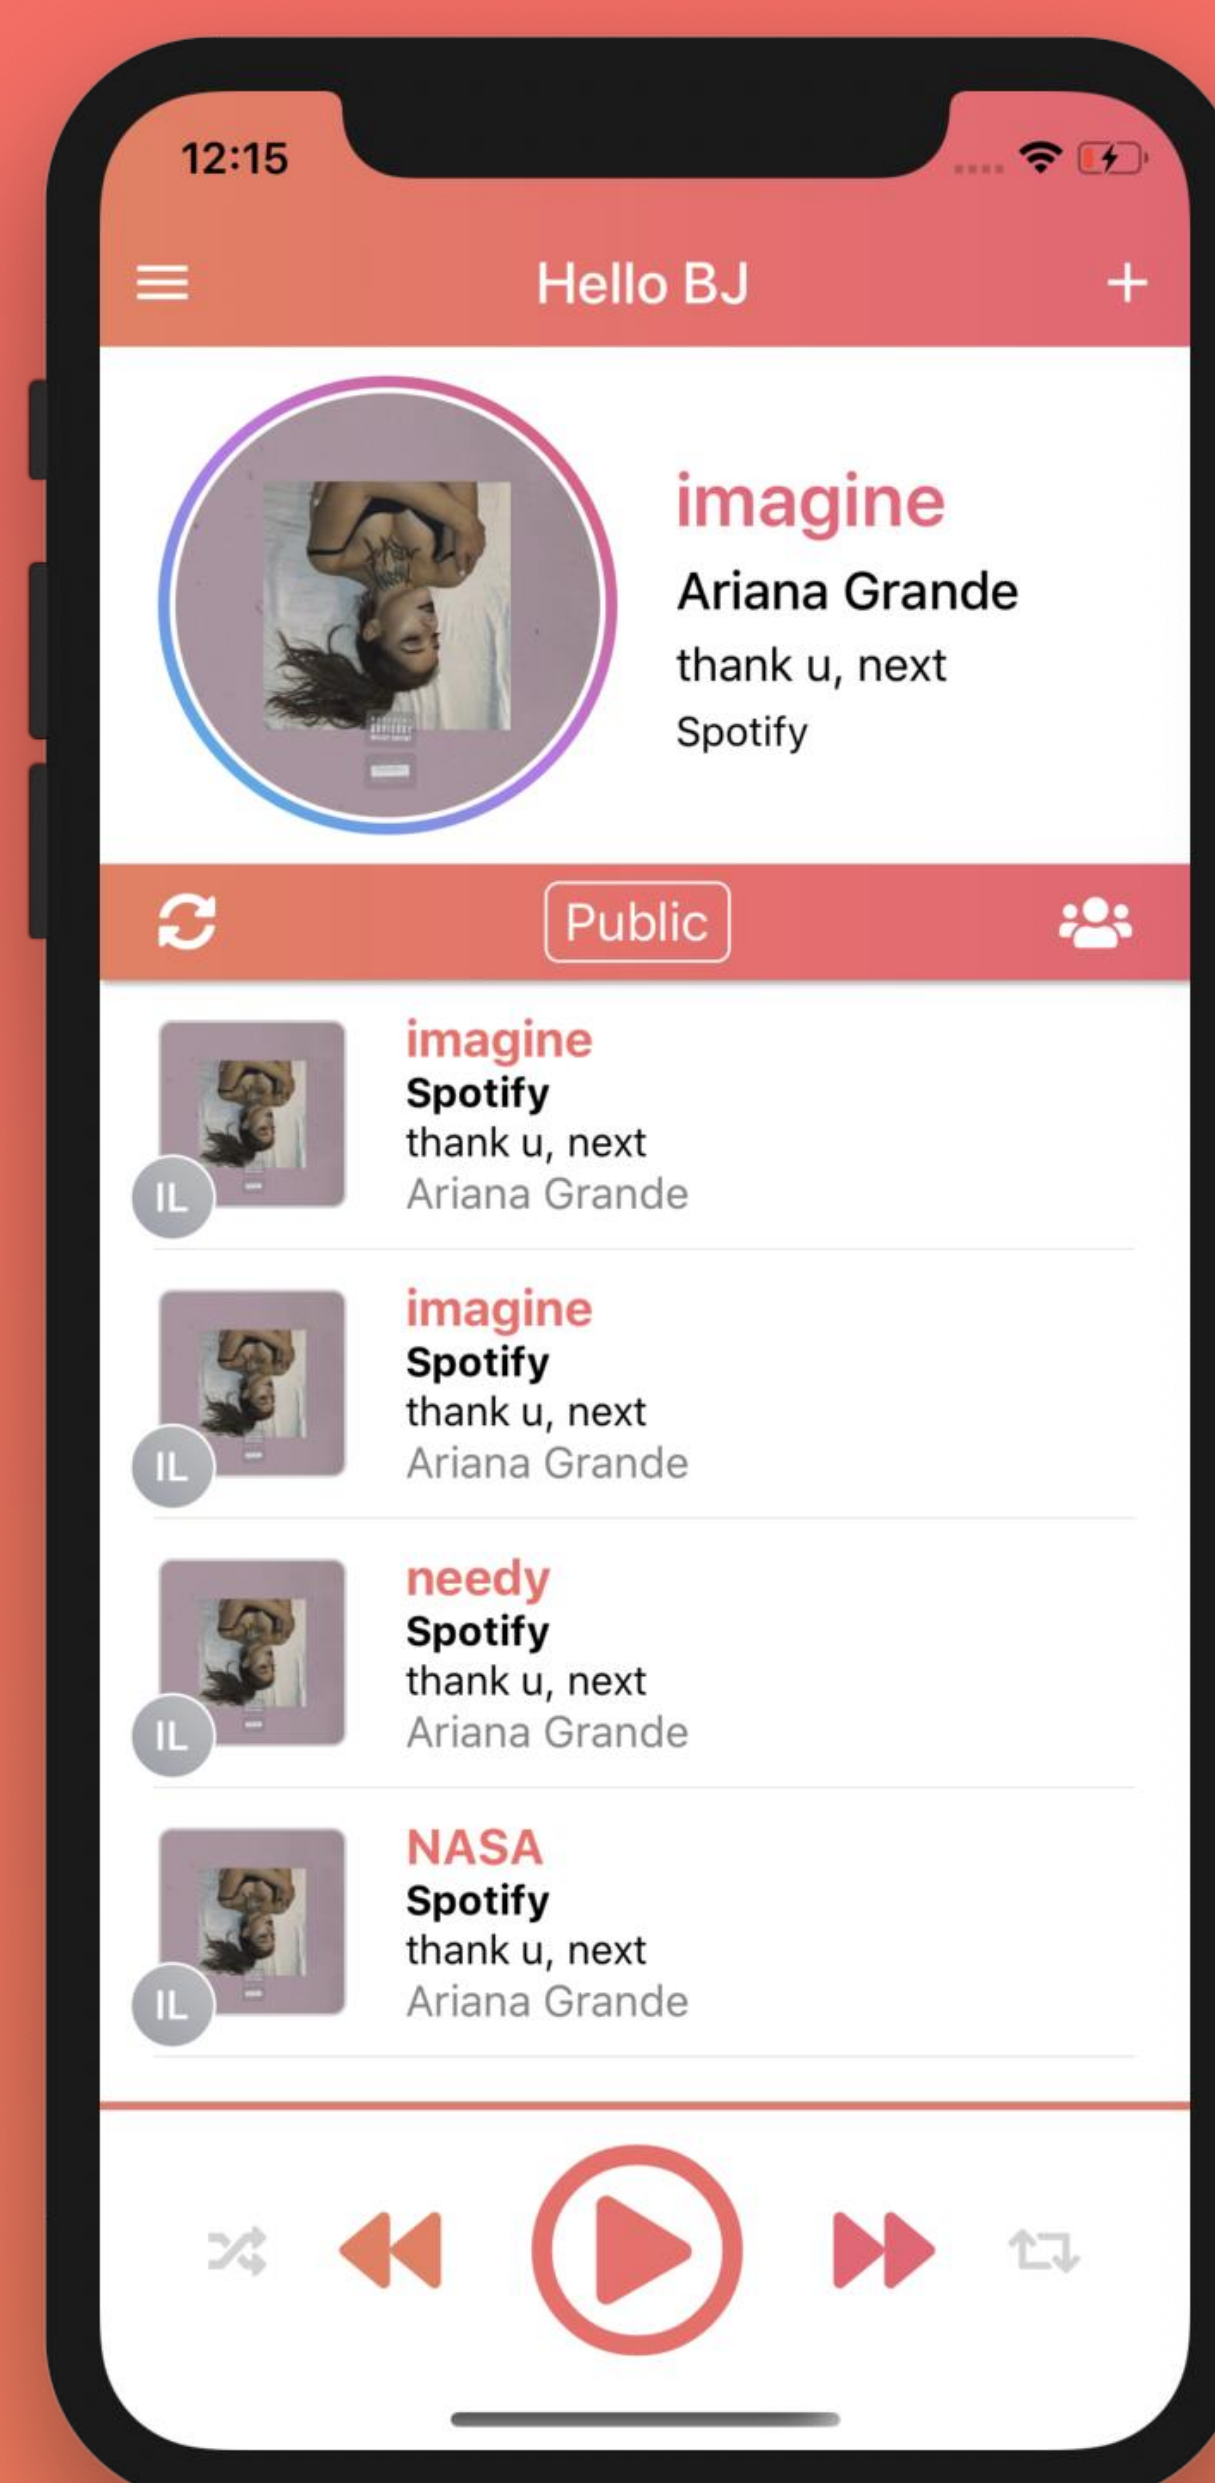 12:15
Hello BJ
imagine
Ariana Grande
thank u, next
Spotify
Public
imagine
Spotify
thank u, next
Ariana Grande
IL
imagine
Spotify
thank u, next
Ariana Grande
IL
needy
Spotify
thank u, next
Ariana Grande
IL
NASA
Spotify
thank u, next
Ariana Grande
IL